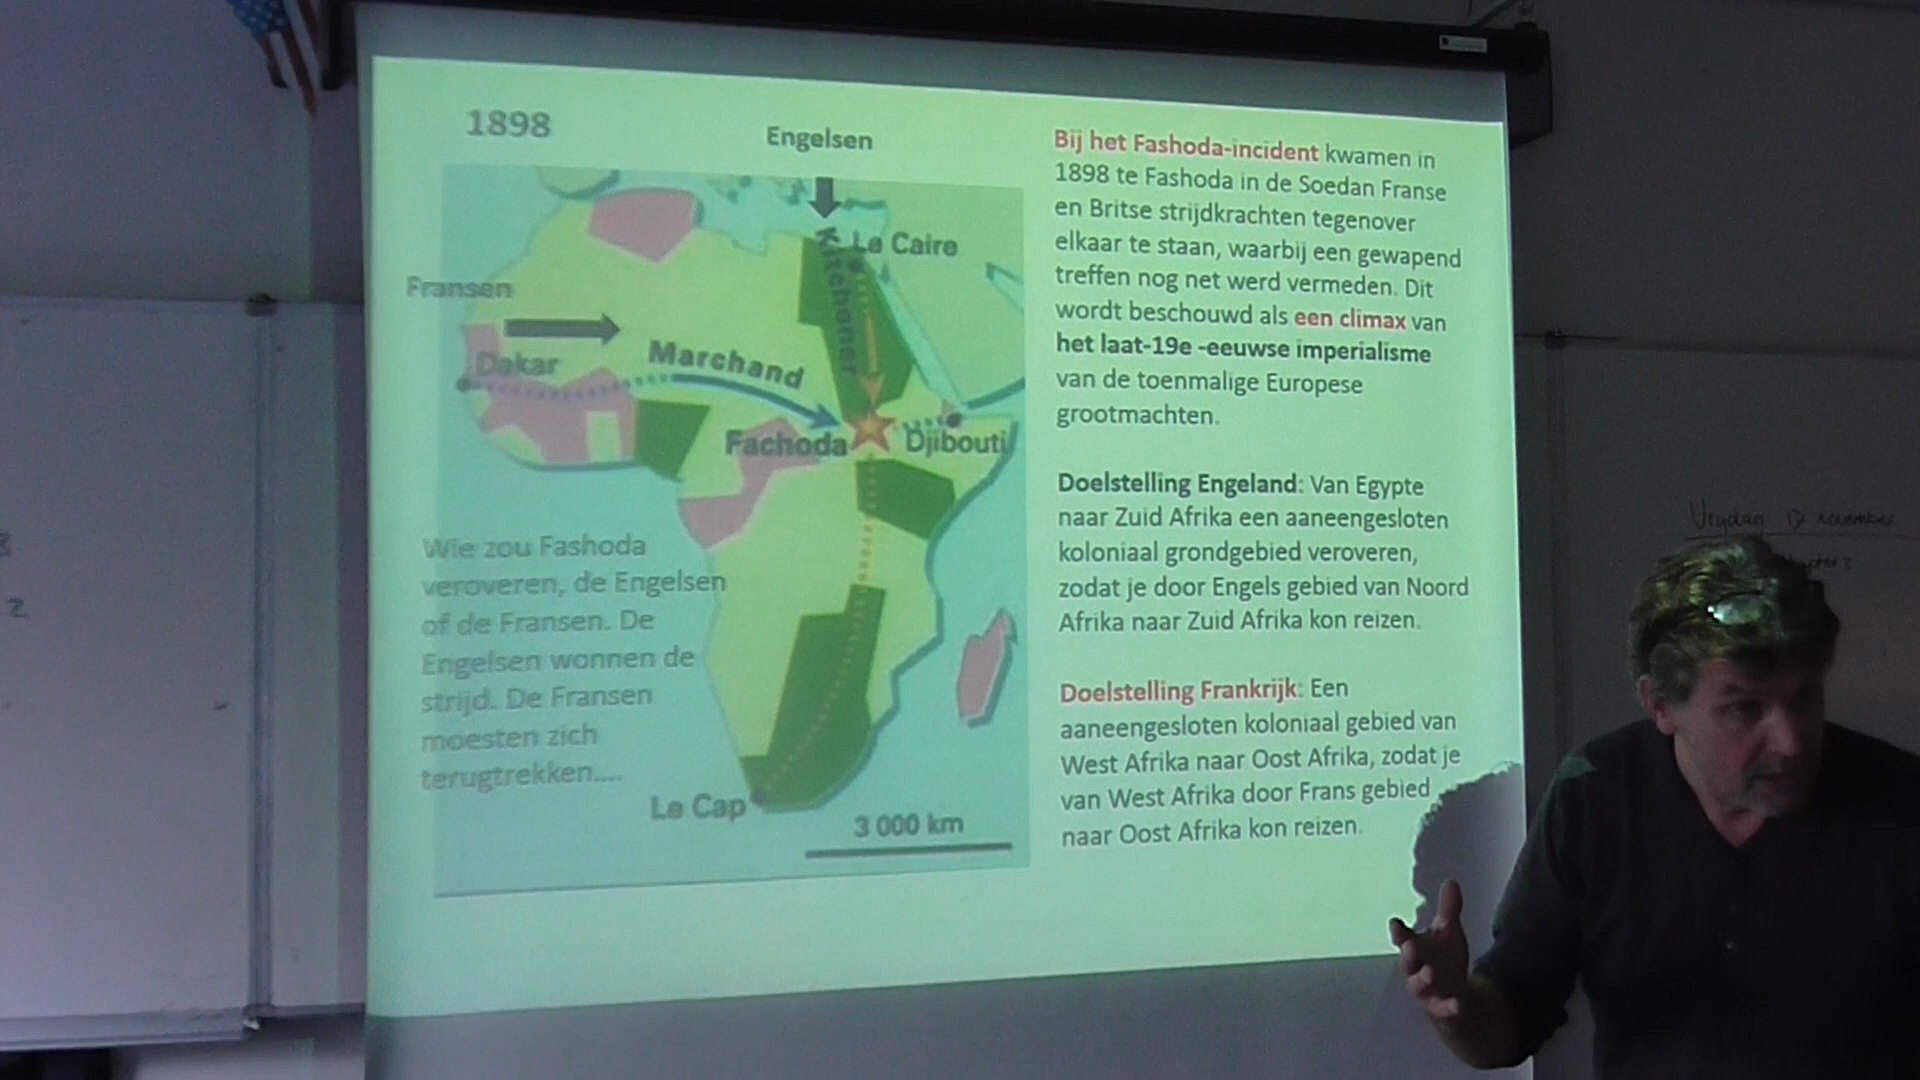 1898
Engelsen
Fransen
Kitchener
Le Caire
Dakar
Marchand
Fachoda
Djibouti
Le Cap
3 000 km
Wie zou Fashoda
veroveren, de Engelsen
of de Fransen. De
Engelsen wonnen de
strijd. De Fransen
moesten zich
terugtrekken....
Bij het Fashoda-incident kwamen in
1898 te Fashoda in de Soedan Franse
en Britse strijdkrachten tegenover
elkaar te staan, waarbij een gewapend
treffen nog net werd vermeden. Dit
wordt beschouwd als een climax van
het laat-19e -eeuwse imperialisme
van de toenmalige Europese
grootmachten.
Doelstelling Engeland: Van Egypte
naar Zuid Afrika een aaneengesloten
koloniaal grondgebied veroveren,
zodat je door Engels gebied van Noord
Afrika naar Zuid Afrika kon reizen.
Doelstelling Frankrijk: Een
aaneengesloten koloniaal gebied van
West Afrika naar Oost Afrika, zodat je
van West Afrika door Frans gebied
naar Oost Afrika kon reizen.
Vrijdag november
2